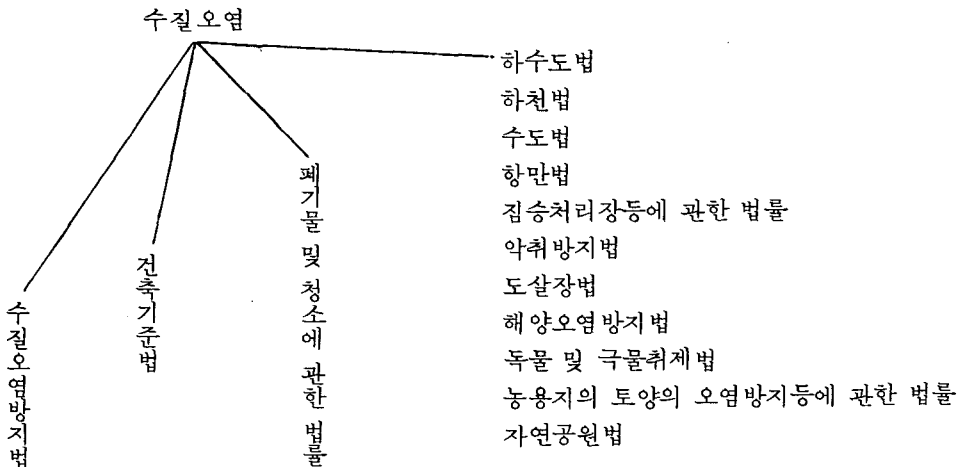 수질오염
수질오염방지법
건축기준법
폐기물 및 청소에 관한 법률
하수도법
하천법
수도법
항만법
짐승처리장등에 관한 법률
악취방지법
도살장법
해양오염방지법
독물 및 극물취제법
농용지의 토양의 오염방지등에 관한 법률
자연공원법